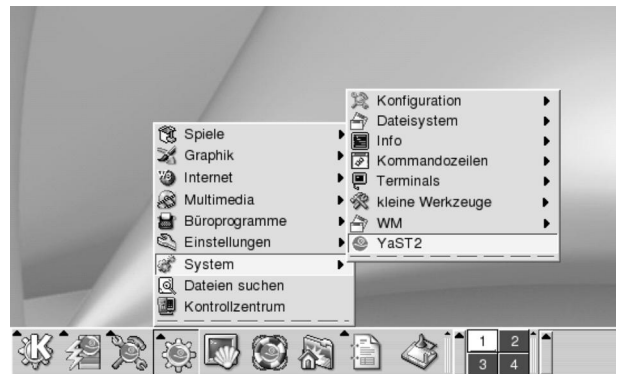 Spiele
Graphik
Internet
Multimedia
Büroprogramme
Einstellungen
System
Dateien suchen
Kontrollzentrum
Konfiguration
Dateisystem
Info
Kommandozeilen
Terminals
kleine Werkzeuge
WM
YaST2
K
1 2
3 4